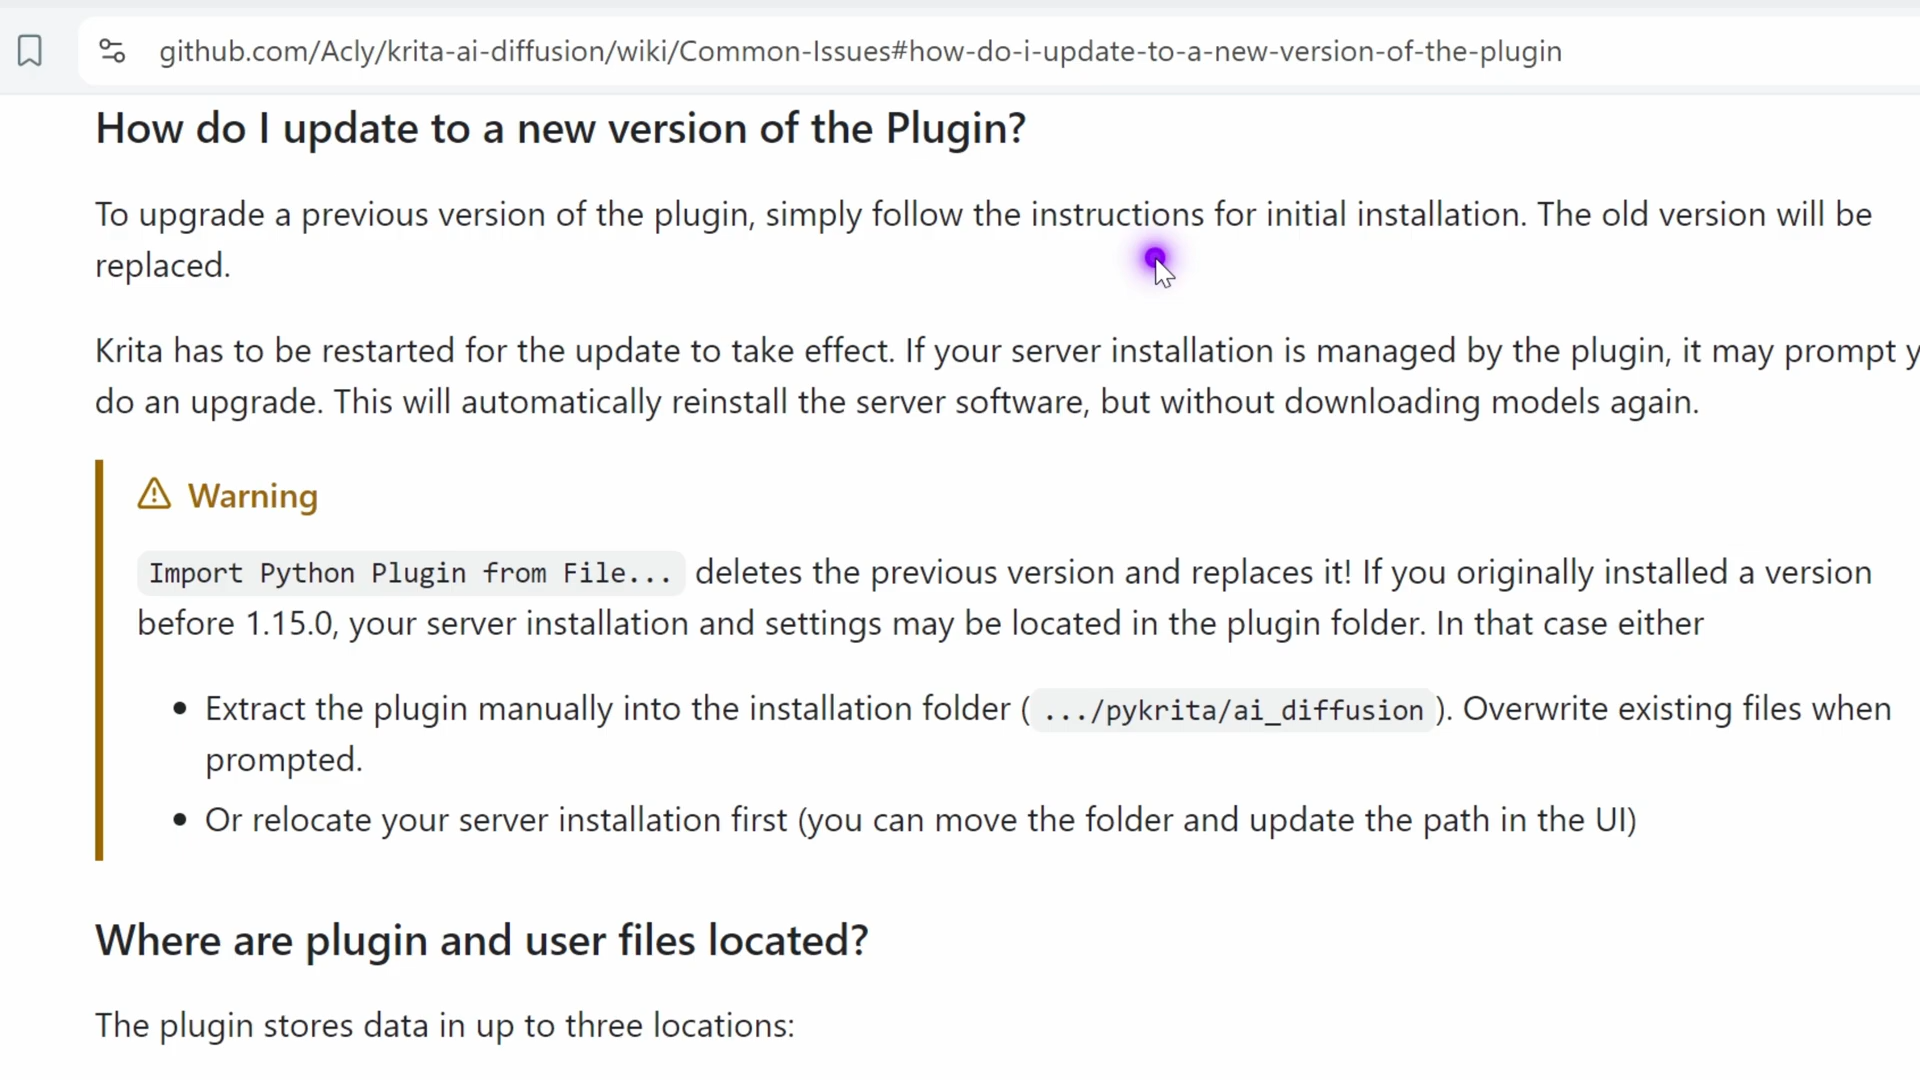 github.com/Acly/krita-ai-diffusion/wiki/Common-Issues#how-do-i-update-to-a-new-version-of-the-plugin
How do I update to a new version of the Plugin?
To upgrade a previous version of the plugin, simply follow the instructions for initial installation. The old version will be
replaced.
Krita has to be restarted for the update to take effect. If your server installation is managed by the plugin, it may prompt y
do an upgrade. This will automatically reinstall the server software, but without downloading models again.
Warning
Import Python Plugin from File... deletes the previous version and replaces it! If you originally installed a version
before 1.15.0, your server installation and settings may be located in the plugin folder. In that case either
• Extract the plugin manually into the installation folder ( .../pykrita/ai_diffusion ). Overwrite existing files when
prompted.
• Or relocate your server installation first (you can move the folder and update the path in the UI)
Where are plugin and user files located?
The plugin stores data in up to three locations: